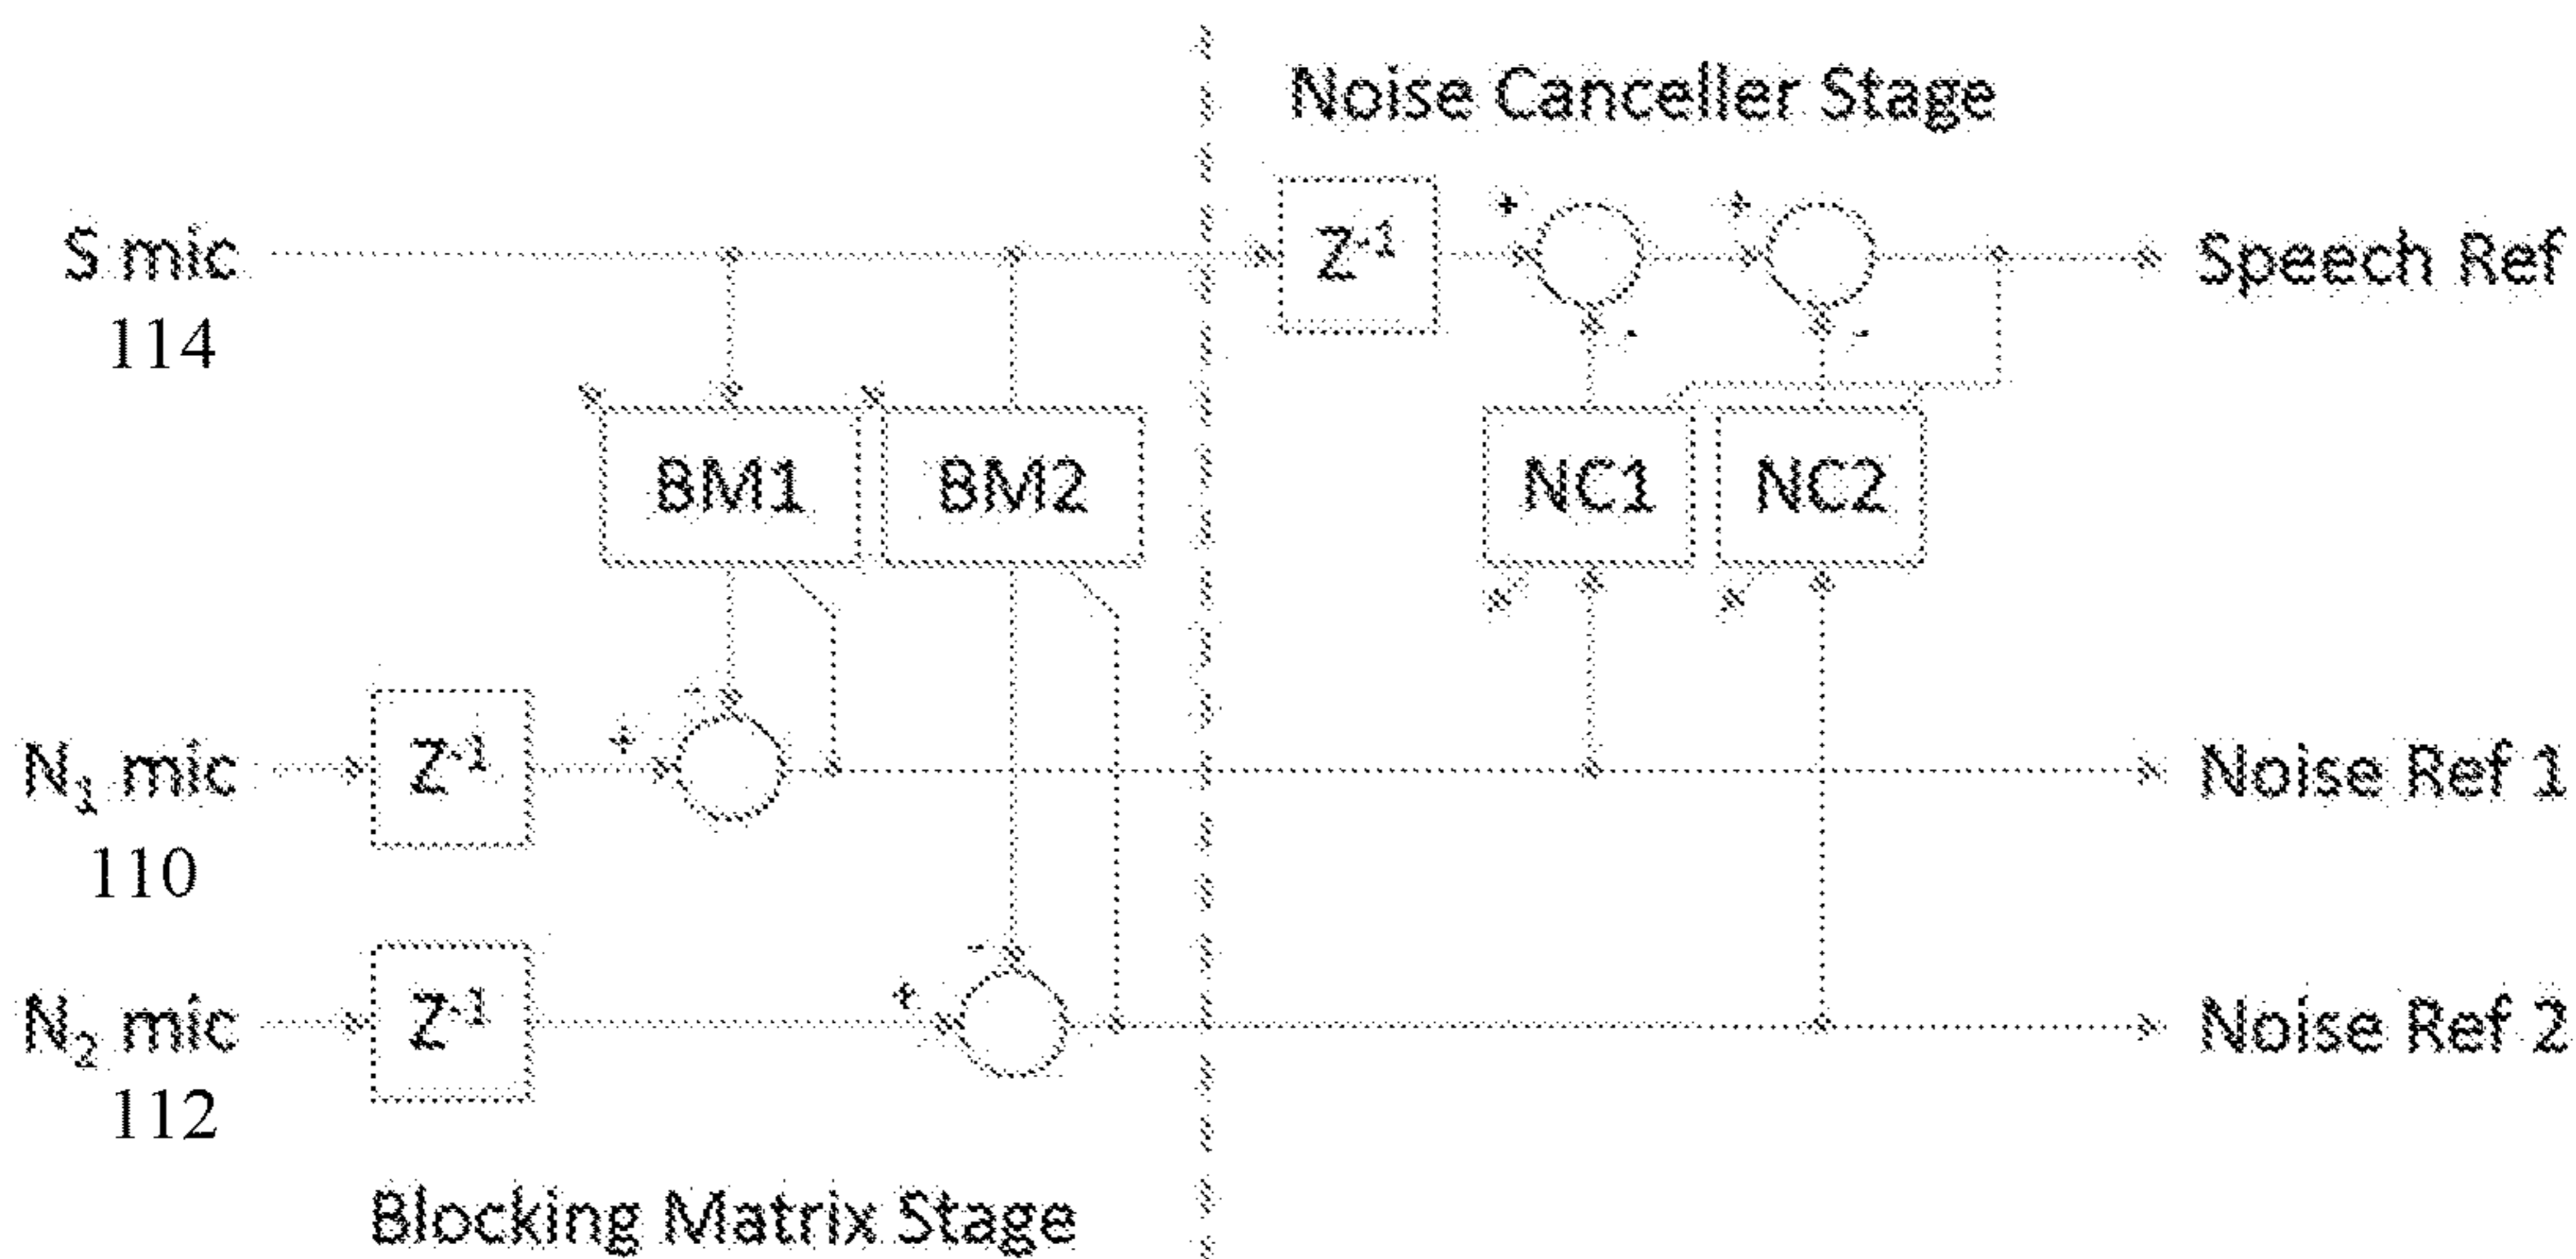 Noise Canceller Stage
S mic
114
Z-1
+
+
Speech Ref
-
-
BM1
BM2
NC1
NC2
N1 mic
110
Z-1
+
-
Noise Ref 1
N2 mic
112
Z-1
+
-
Noise Ref 2
Blocking Matrix Stage